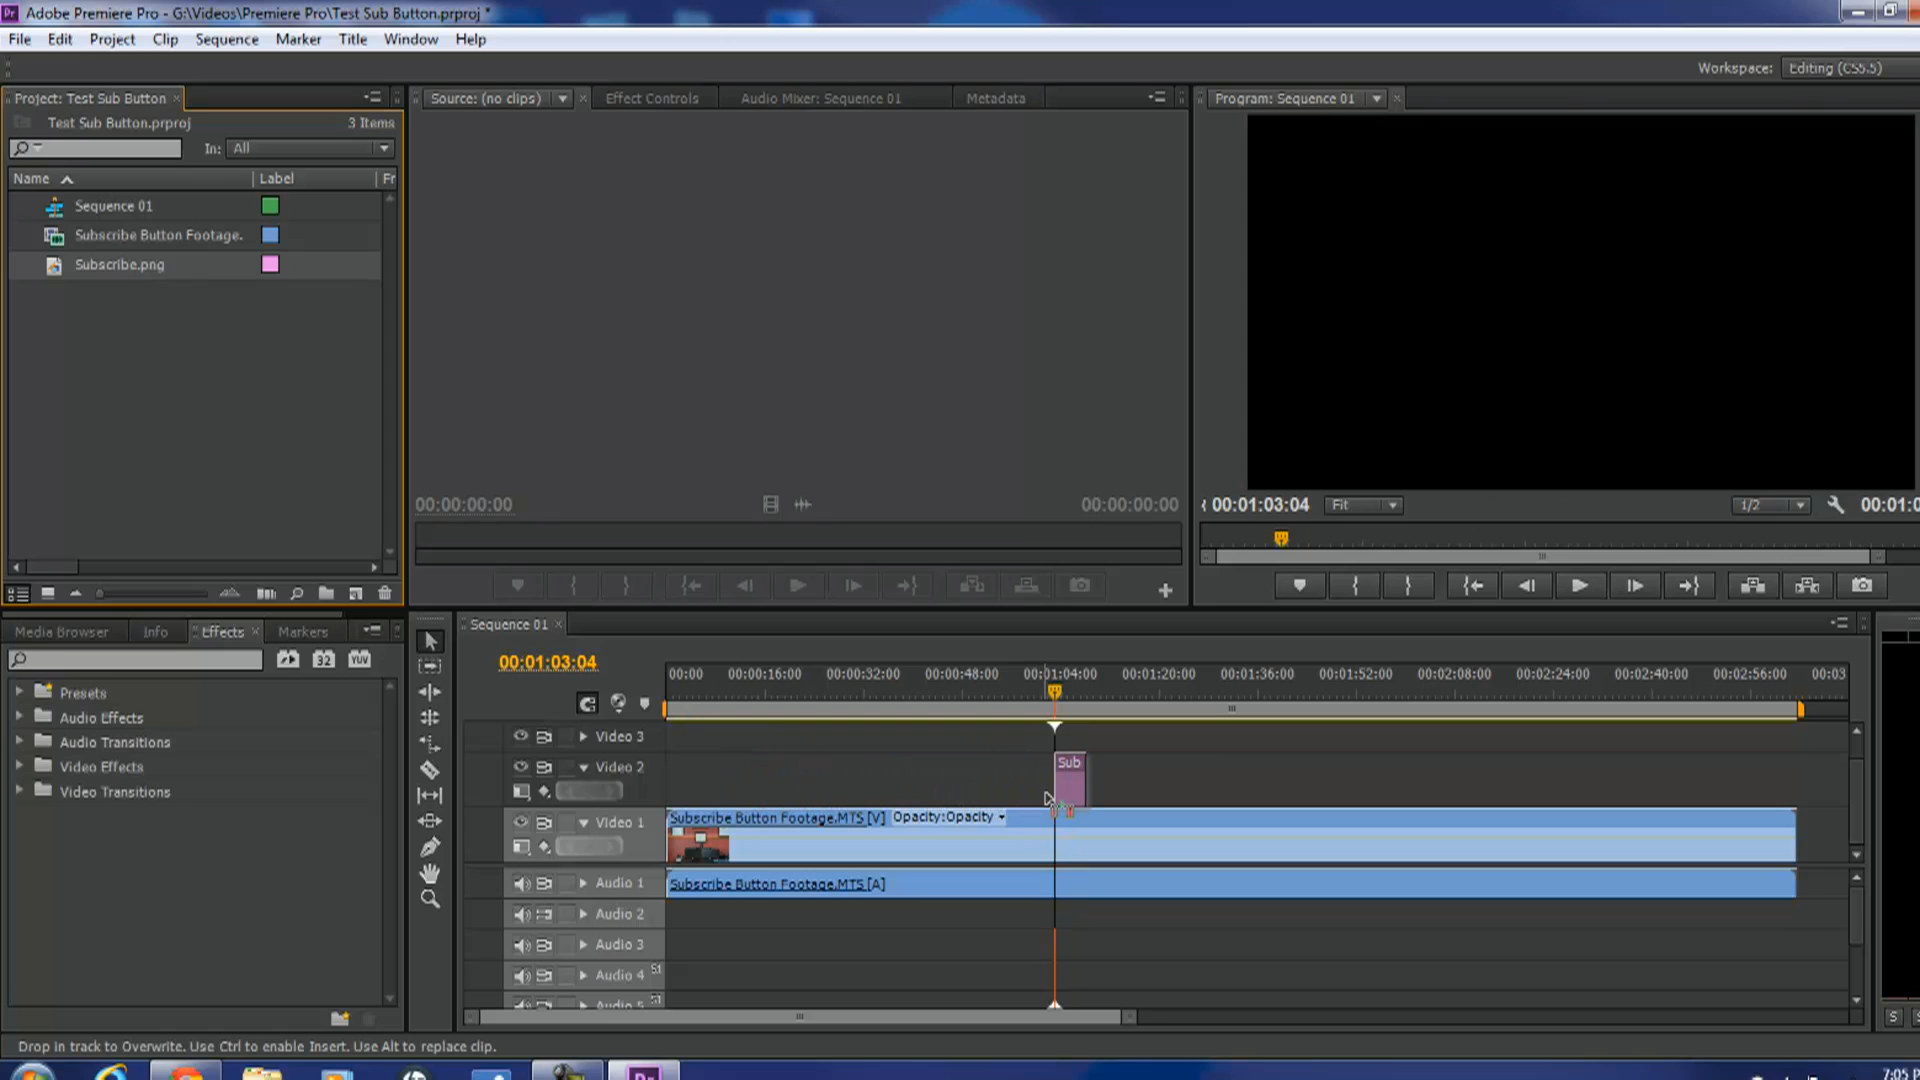 Adobe Premiere Pro - G:\Videos\Premiere Pro\Test Sub Button.prproj *
File Edit Project Clip Sequence Marker Title Window Help
Workspace: Editing (CS5.5)
Project: Test Sub Button
Test Sub Button.prproj 3 Items
In: All
Name Label Fr
Sequence 01
Subscribe Button Footage.
Subscribe.png
Source: (no clips) Effect Controls Audio Mixer: Sequence 01 Metadata
00:00:00:00 00:00:00:00
Program: Sequence 01
00:01:03:04 Fit 1/2 00:01:0
Media Browser Info Effects Markers
32 YUV
Presets
Audio Effects
Audio Transitions
Video Effects
Video Transitions
Sequence 01
00:01:03:04
00:00 00:00:16:00 00:00:32:00 00:00:48:00 00:01:04:00 00:01:20:00 00:01:36:00 00:01:52:00 00:02:08:00 00:02:24:00 00:02:40:00 00:02:56:00 00:03
Video 3
Video 2 Sub
Video 1 Subscribe Button Footage.MTS [V] Opacity:Opacity
Audio 1 Subscribe Button Footage.MTS [A]
Audio 2
Audio 3
Audio 4 5.1
Audio 5 5.1
S S
Drop in track to Overwrite. Use Ctrl to enable Insert. Use Alt to replace clip.
Pr
7:05 P